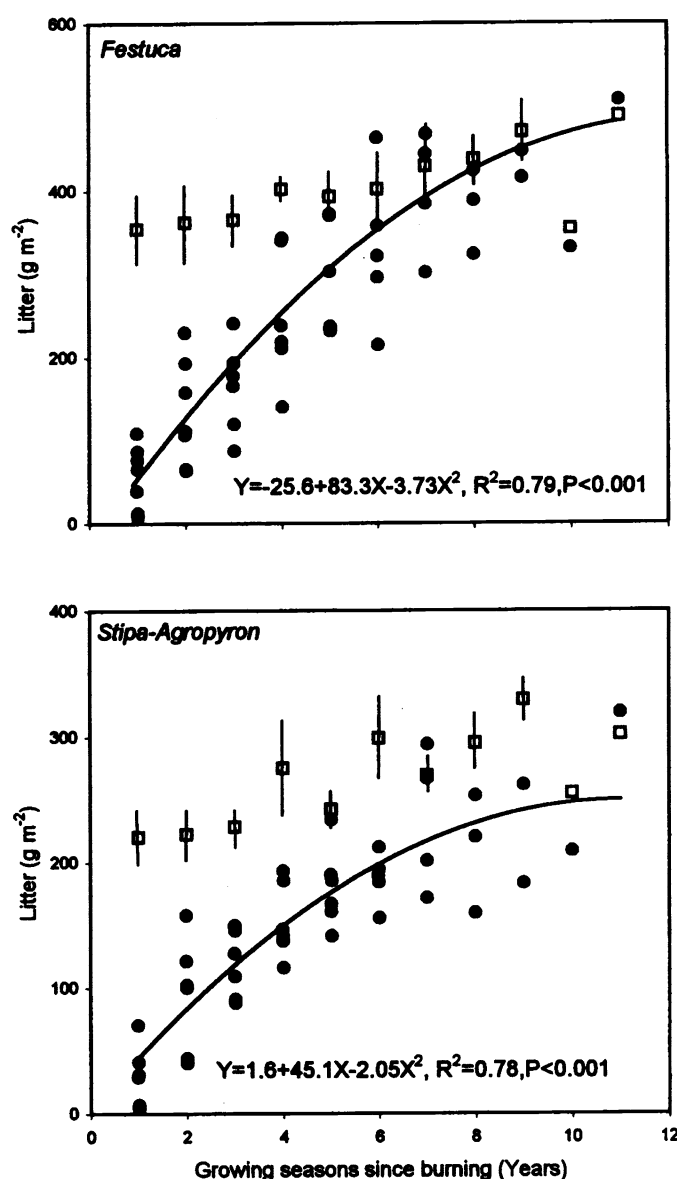 600
Festuca
400
Litter (g m-2)
200
Y=-25.6+83.3X-3.73X2, R2=0.79,P<0.001
0
400
Stipa-Agropyron
300
Litter (g m-2)
200
100
Y=1.6+45.1X-2.05X2, R2=0.78,P<0.001
0
0 2 4 6 8 10 12
Growing seasons since burning (Years)